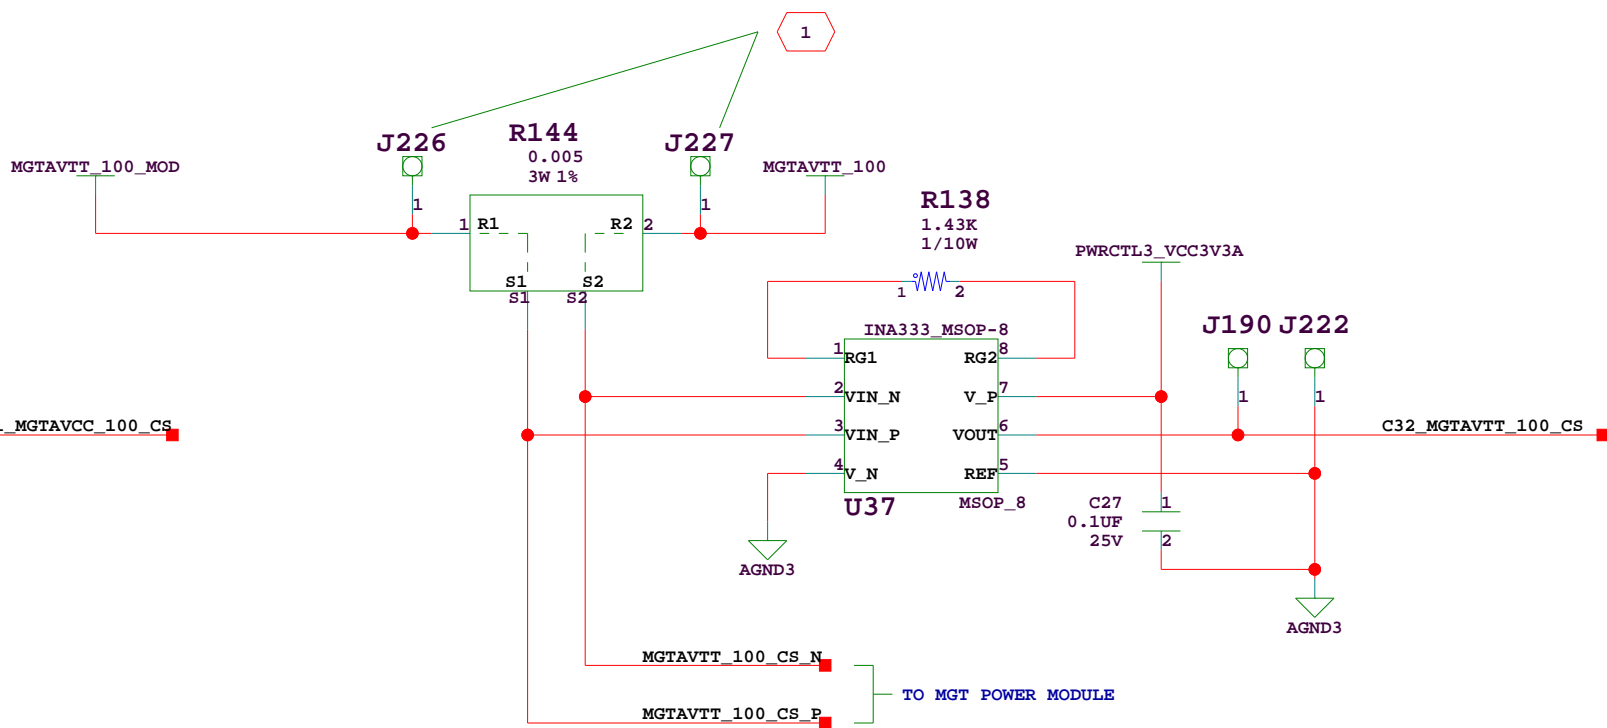 1
J226
R144
0.005
3W 1%
J227
MGTAVTT_100_MOD
MGTAVTT_100
1
1
1
R1
R2
2
S1
S2
S1
S2
R138
1.43K
1/10W
1
2
PWRCTL3_VCC3V3A
INA333_MSOP-8
J190
J222
1
RG1
RG2
8
2
VIN_N
V_P
7
1
1
3
VIN_P
VOUT
6
_MGTAVCC_100_CS
C32_MGTAVTT_100_CS
4
V_N
REF
5
U37
MSOP_8
C27
0.1UF
25V
1
2
AGND3
AGND3
MGTAVTT_100_CS_N
TO MGT POWER MODULE
MGTAVTT_100_CS_P